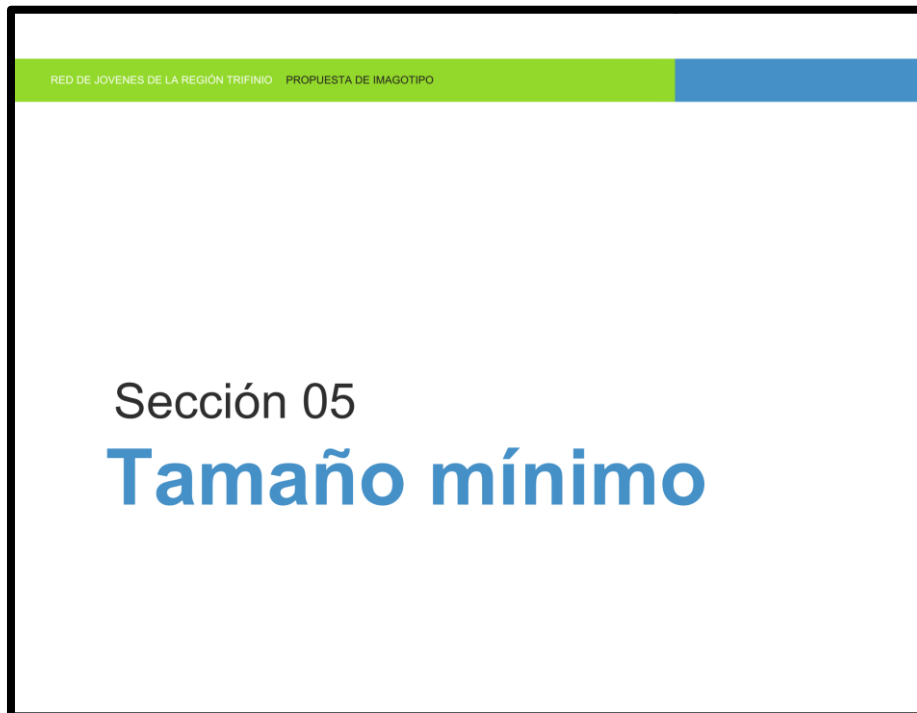 RED DE JOVENES DE LA REGIÓN TRIFINIO PROPUESTA DE IMAGOTIPO
Sección 05
Tamaño mínimo